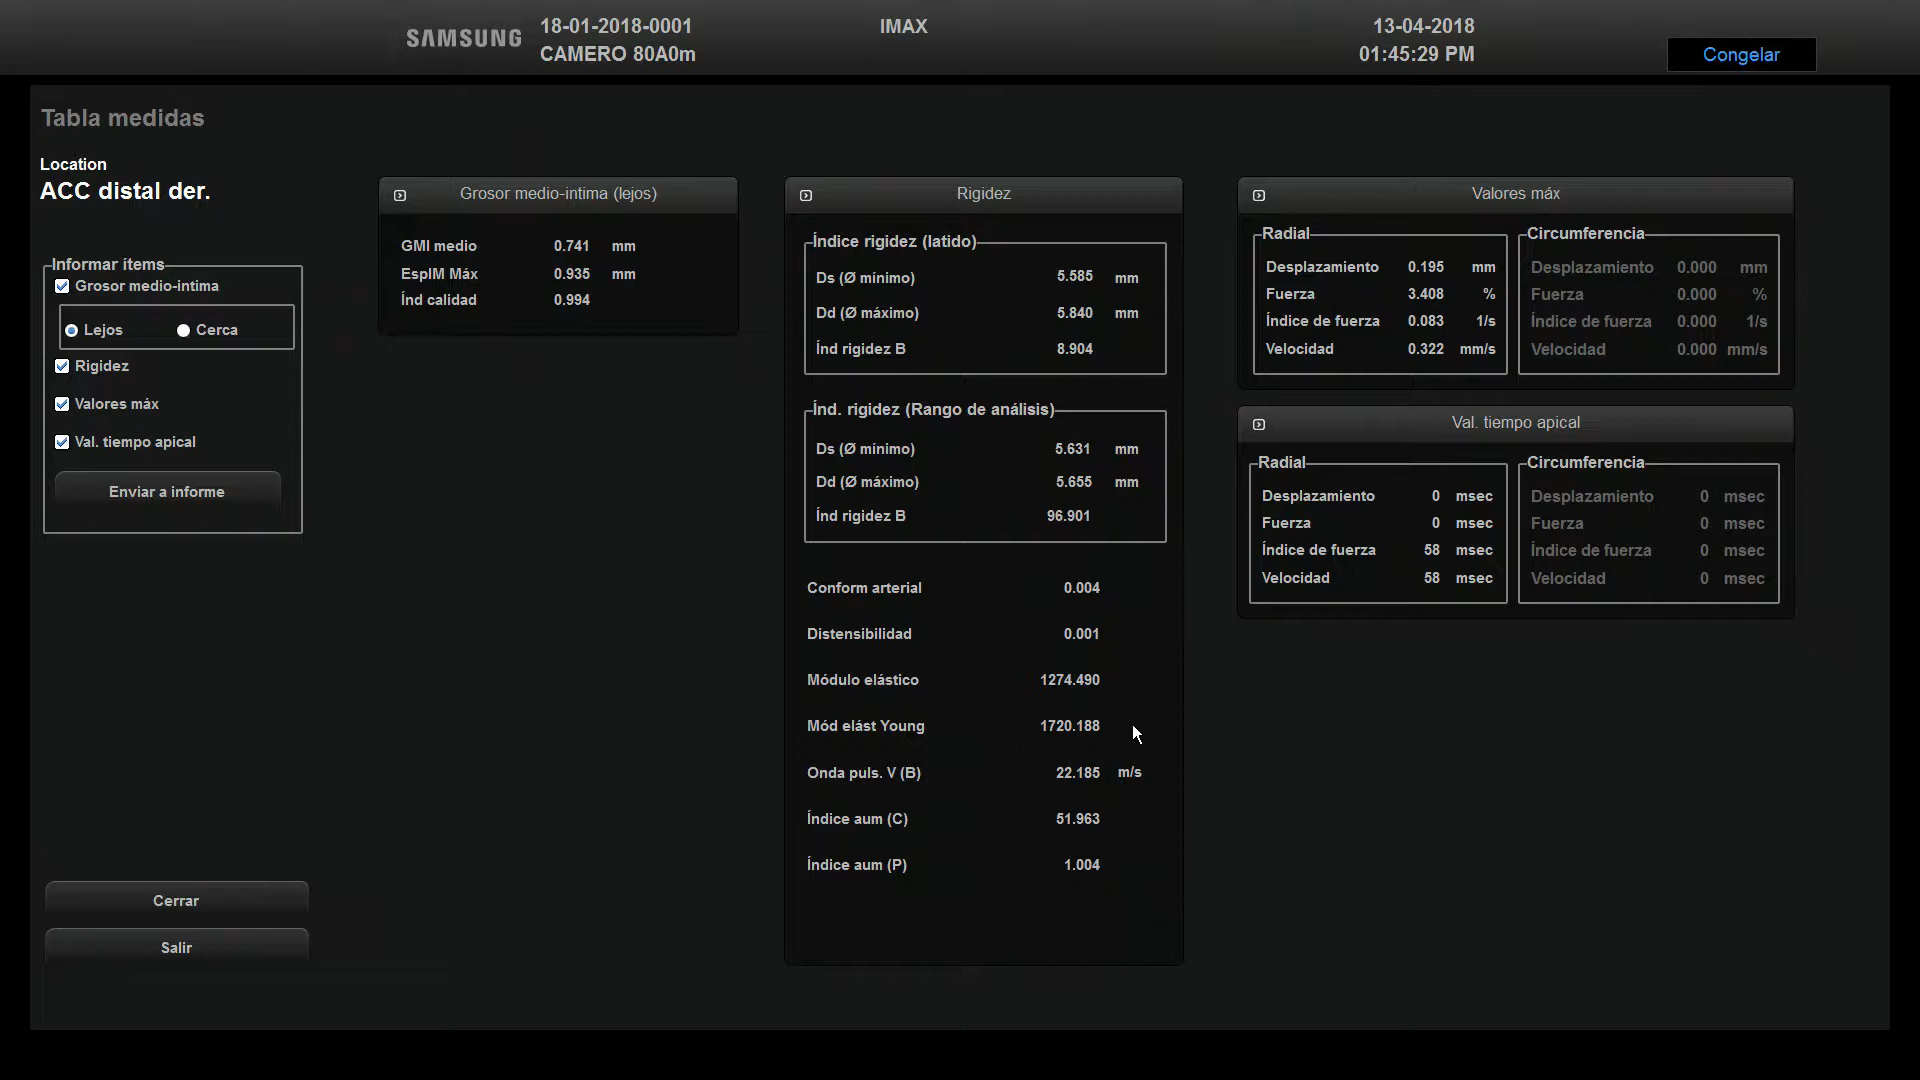 SAMSUNG
18-01-2018-0001
CAMERO 80A0m
IMAX
13-04-2018
01:45:29 PM
Congelar
Tabla medidas
Location
ACC distal der.
Informar ítems
Grosor medio-intima
Lejos Cerca
Rigidez
Valores máx
Val. tiempo apical
Enviar a informe
Cerrar
Salir
Grosor medio-intima (lejos)
GMI medio 0.741 mm
EspIM Máx 0.935 mm
Índ calidad 0.994
Rigidez
Índice rigidez (latido)
Ds (Ø mínimo) 5.585 mm
Dd (Ø máximo) 5.840 mm
Índ rigidez B 8.904
Índ. rigidez (Rango de análisis)
Ds (Ø mínimo) 5.631 mm
Dd (Ø máximo) 5.655 mm
Índ rigidez B 96.901
Conform arterial 0.004
Distensibilidad 0.001
Módulo elástico 1274.490
Mód elást Young 1720.188
Onda puls. V (B) 22.185 m/s
Índice aum (C) 51.963
Índice aum (P) 1.004
Valores máx
Radial
Desplazamiento 0.195 mm
Fuerza 3.408 %
Índice de fuerza 0.083 1/s
Velocidad 0.322 mm/s
Circumferencia
Desplazamiento 0.000 mm
Fuerza 0.000 %
Índice de fuerza 0.000 1/s
Velocidad 0.000 mm/s
Val. tiempo apical
Radial
Desplazamiento 0 msec
Fuerza 0 msec
Índice de fuerza 58 msec
Velocidad 58 msec
Circumferencia
Desplazamiento 0 msec
Fuerza 0 msec
Índice de fuerza 0 msec
Velocidad 0 msec